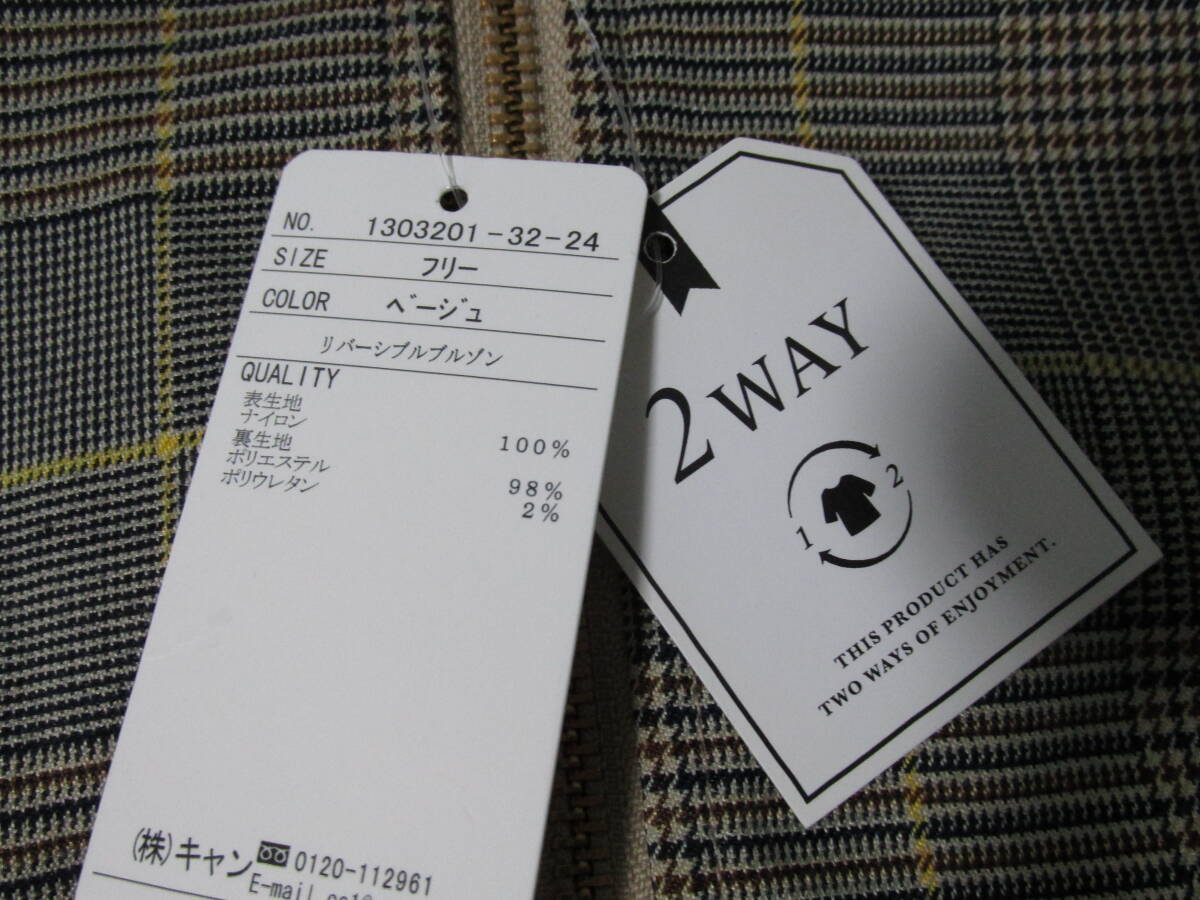 NO. 1303201-32-24
SIZE フリー
COLOR ベージュ
リバーシブルブルゾン
QUALITY
表生地
ナイロン 100%
裏生地
ポリエステル 98%
ポリウレタン 2%
(株)キャン 0120-112961
E-mail
2 WAY
1 2
THIS PRODUCT HAS
TWO WAYS OF ENJOYMENT.